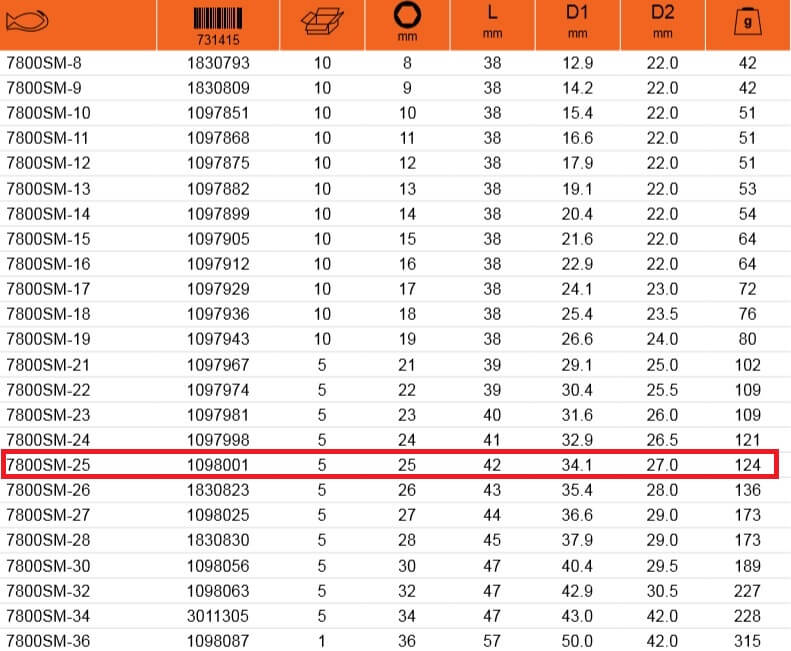 731415 mm L mm D1 mm D2 mm g
7800SM-8 1830793 10 8 38 12.9 22.0 42
7800SM-9 1830809 10 9 38 14.2 22.0 42
7800SM-10 1097851 10 10 38 15.4 22.0 51
7800SM-11 1097868 10 11 38 16.6 22.0 51
7800SM-12 1097875 10 12 38 17.9 22.0 51
7800SM-13 1097882 10 13 38 19.1 22.0 53
7800SM-14 1097899 10 14 38 20.4 22.0 54
7800SM-15 1097905 10 15 38 21.6 22.0 64
7800SM-16 1097912 10 16 38 22.9 22.0 64
7800SM-17 1097929 10 17 38 24.1 23.0 72
7800SM-18 1097936 10 18 38 25.4 23.5 76
7800SM-19 1097943 10 19 38 26.6 24.0 80
7800SM-21 1097967 5 21 39 29.1 25.0 102
7800SM-22 1097974 5 22 39 30.4 25.5 109
7800SM-23 1097981 5 23 40 31.6 26.0 109
7800SM-24 1097998 5 24 41 32.9 26.5 121
7800SM-25 1098001 5 25 42 34.1 27.0 124
7800SM-26 1830823 5 26 43 35.4 28.0 136
7800SM-27 1098025 5 27 44 36.6 29.0 173
7800SM-28 1830830 5 28 45 37.9 29.0 173
7800SM-30 1098056 5 30 47 40.4 29.5 189
7800SM-32 1098063 5 32 47 42.9 30.5 227
7800SM-34 3011305 5 34 47 43.0 42.0 228
7800SM-36 1098087 1 36 57 50.0 42.0 315